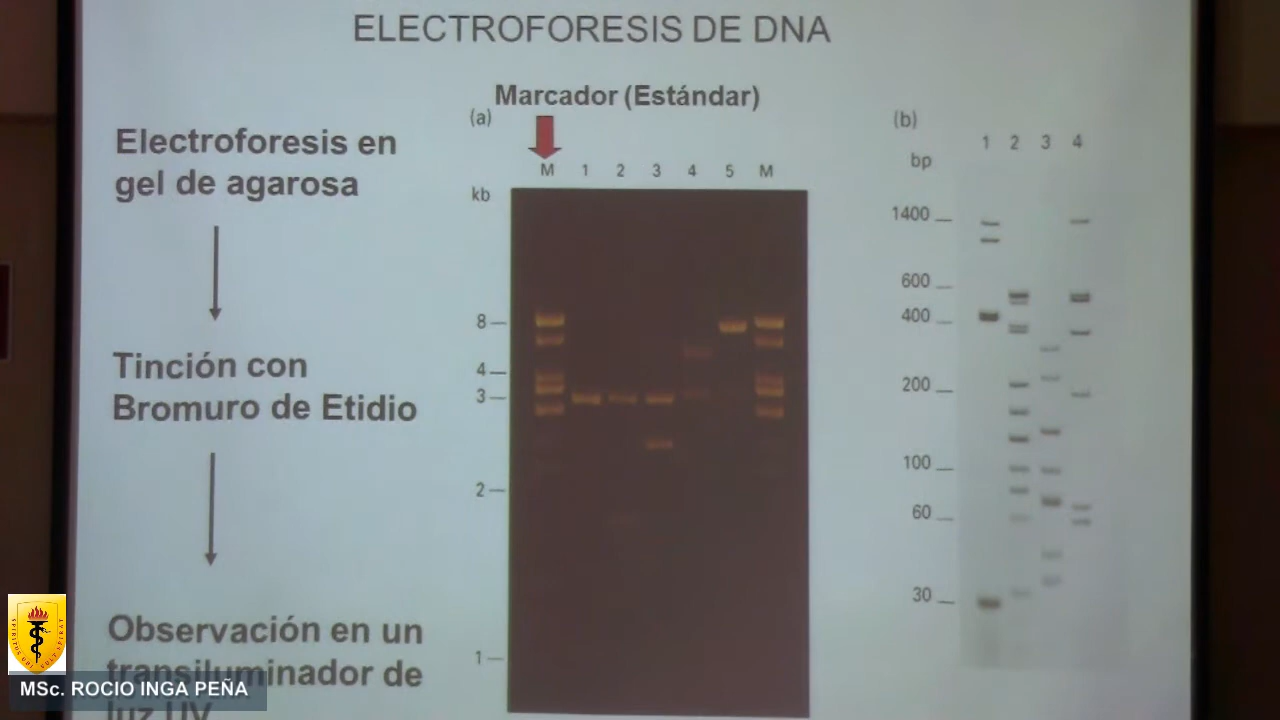 ELECTROFORESIS DE DNA
Electroforesis en
gel de agarosa
Tinción con
Bromuro de Etidio
Observación en un
transiluminador de
luz UV
Marcador (Estándar)
(a)
M 1 2 3 4 5 M
kb
8
4
3
2
1
(b)
1 2 3 4
bp
1400
600
400
200
100
60
30
MSc. ROCIO INGA PEÑA